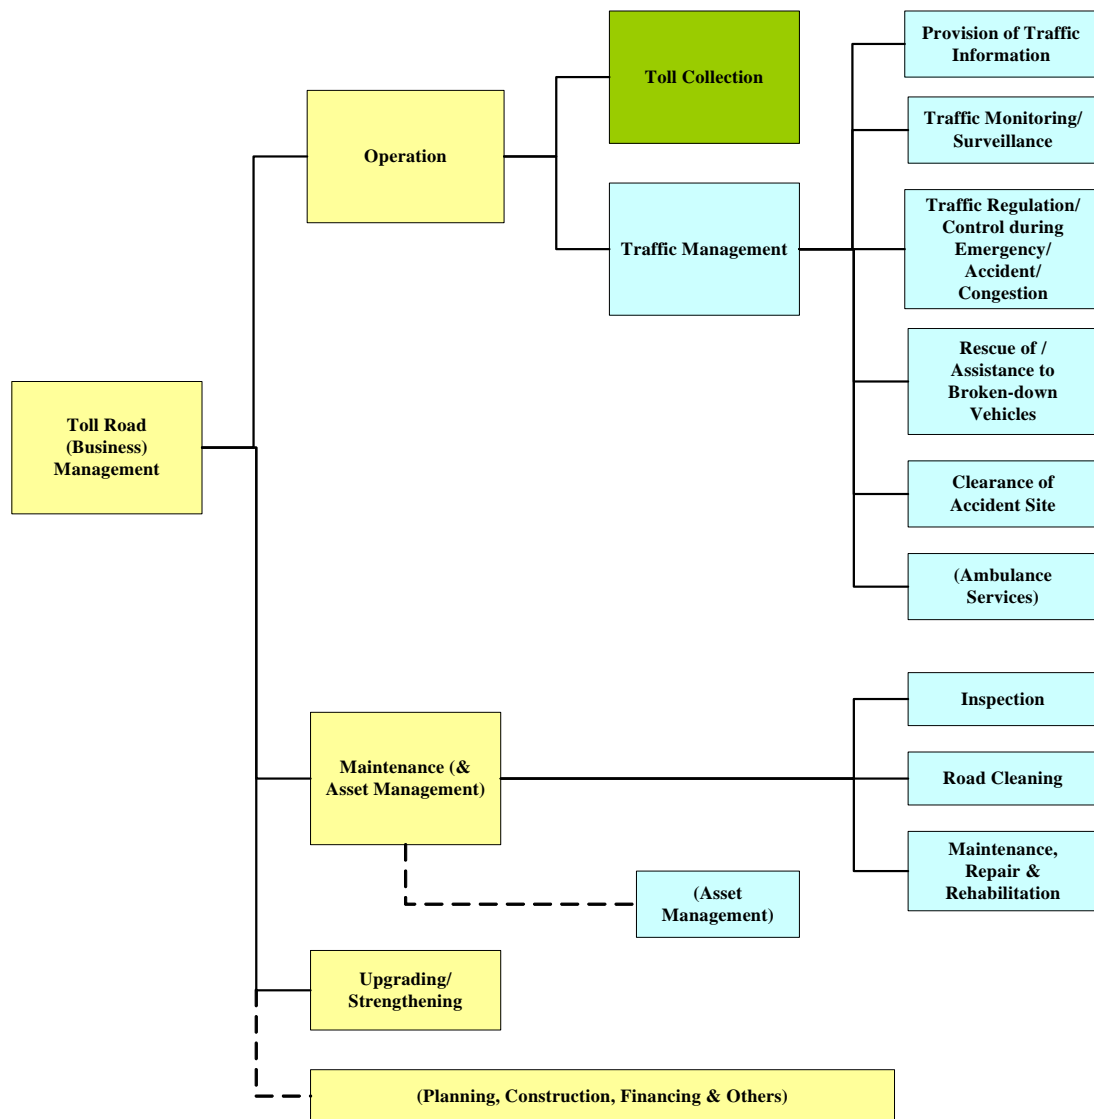 Toll Road
(Business)
Management
Operation
Toll Collection
Traffic Management
Provision of Traffic
Information
Traffic Monitoring/
Surveillance
Traffic Regulation/
Control during
Emergency/
Accident/
Congestion
Rescue of /
Assistance to
Broken-down
Vehicles
Clearance of
Accident Site
(Ambulance
Services)
Maintenance (&
Asset Management)
Inspection
Road Cleaning
Maintenance,
Repair &
Rehabilitation
(Asset
Management)
Upgrading/
Strengthening
(Planning, Construction, Financing & Others)